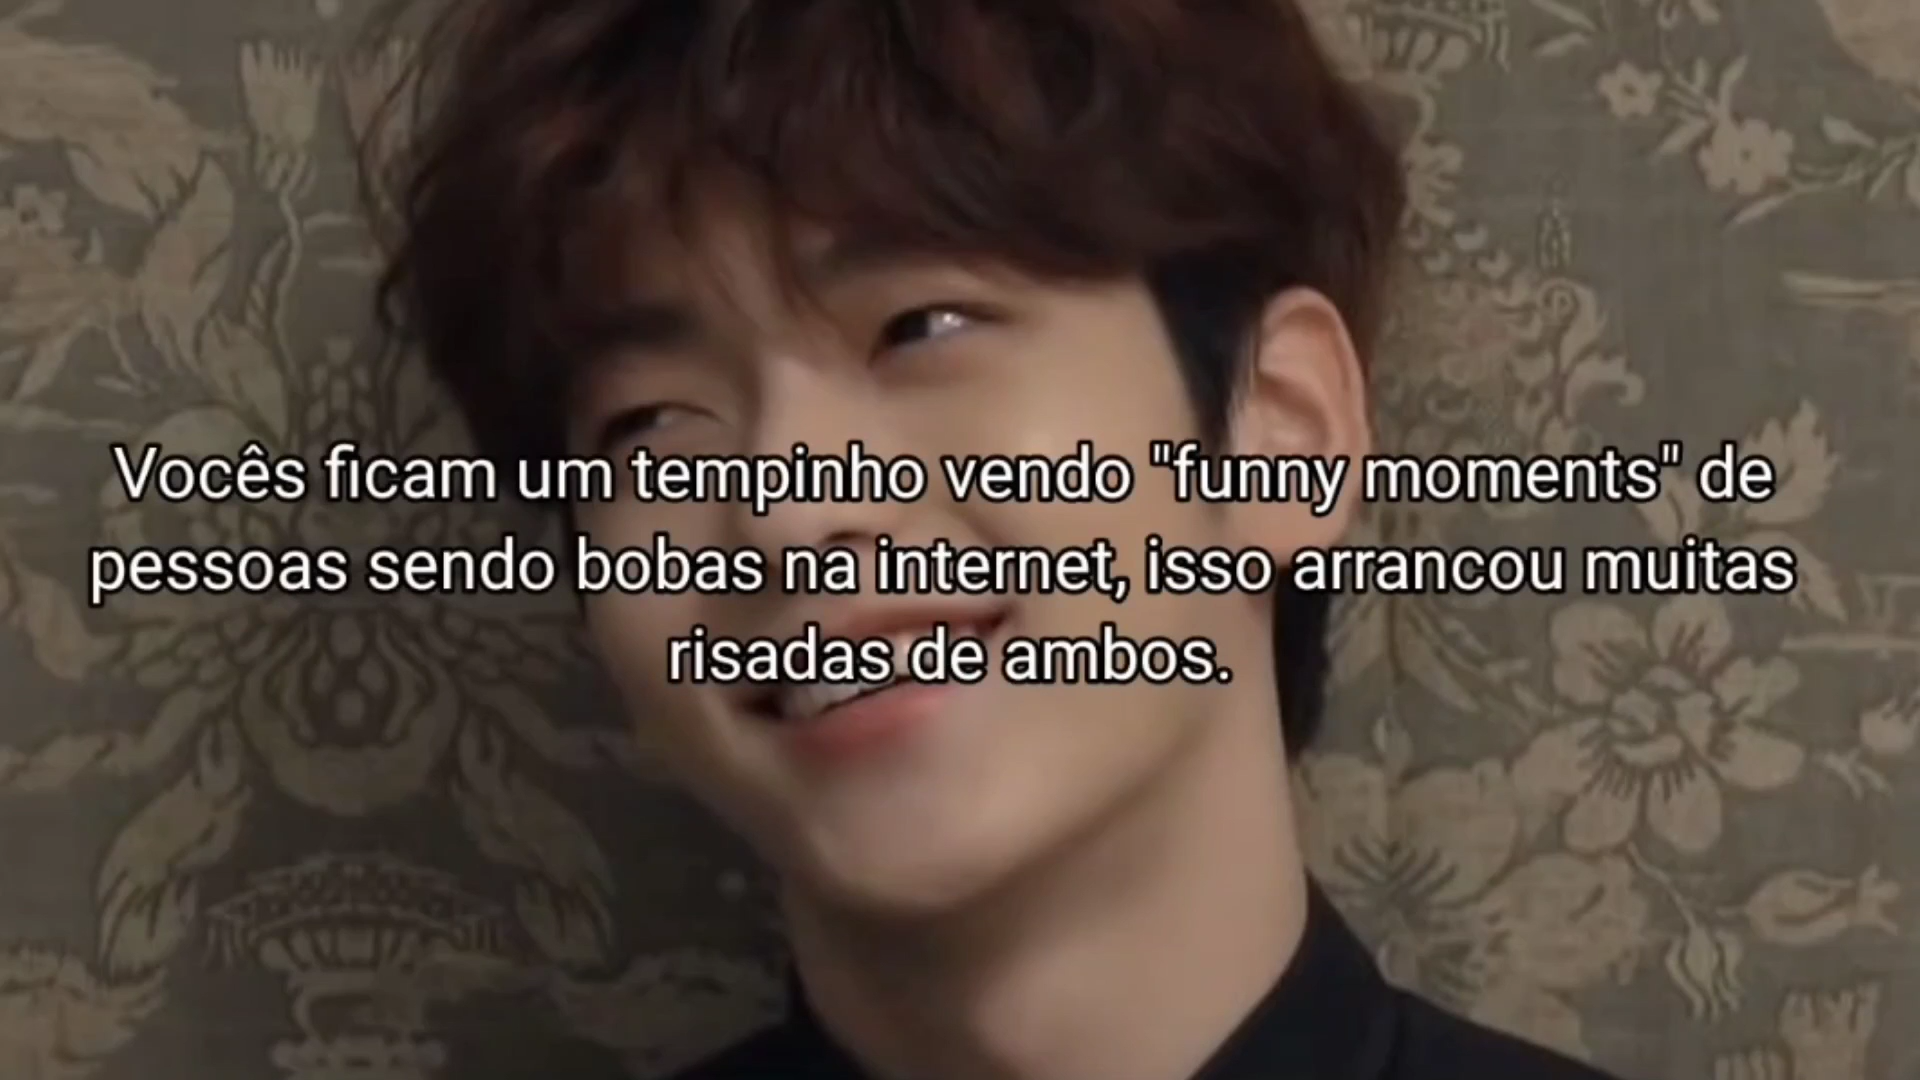 Vocês ficam um tempinho vendo "funny moments" de
pessoas sendo bobas na internet, isso arrancou muitas
risadas de ambos.